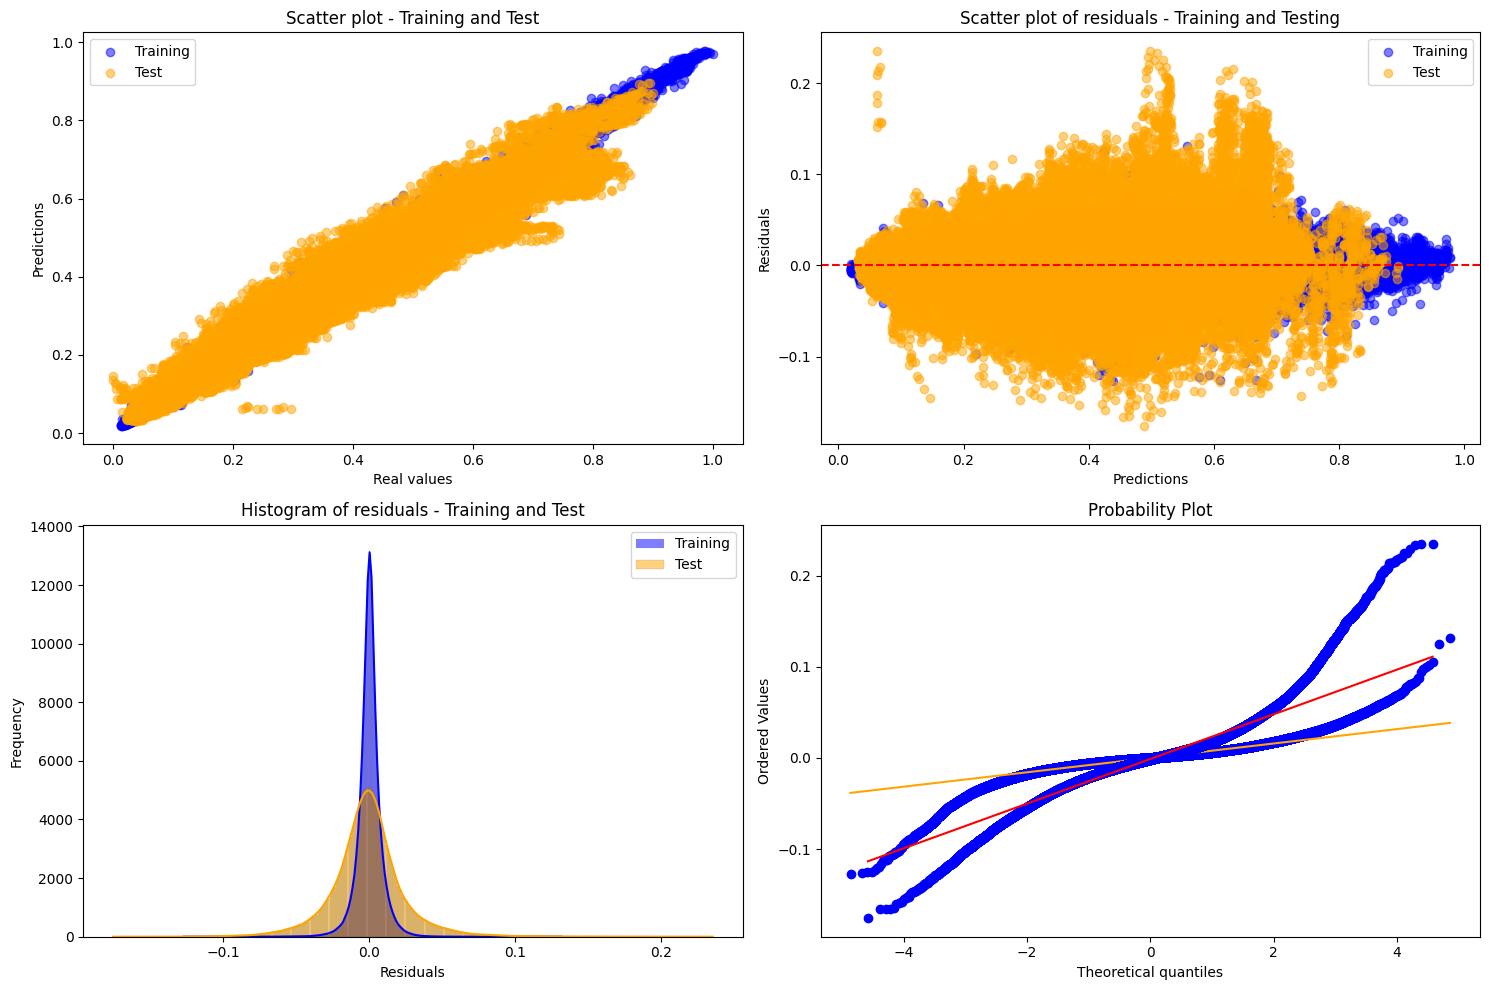 Scatter plot - Training and Test
Training
Test
1.0
0.8
0.6
0.4
0.2
0.0
Predictions
0.0 0.2 0.4 0.6 0.8 1.0
Real values
Scatter plot of residuals - Training and Testing
Training
Test
0.2
0.1
0.0
−0.1
Residuals
0.0 0.2 0.4 0.6 0.8 1.0
Predictions
Histogram of residuals - Training and Test
Training
Test
14000
12000
10000
8000
6000
4000
2000
0
Frequency
−0.1 0.0 0.1 0.2
Residuals
Probability Plot
0.2
0.1
0.0
−0.1
Ordered Values
−4 −2 0 2 4
Theoretical quantiles